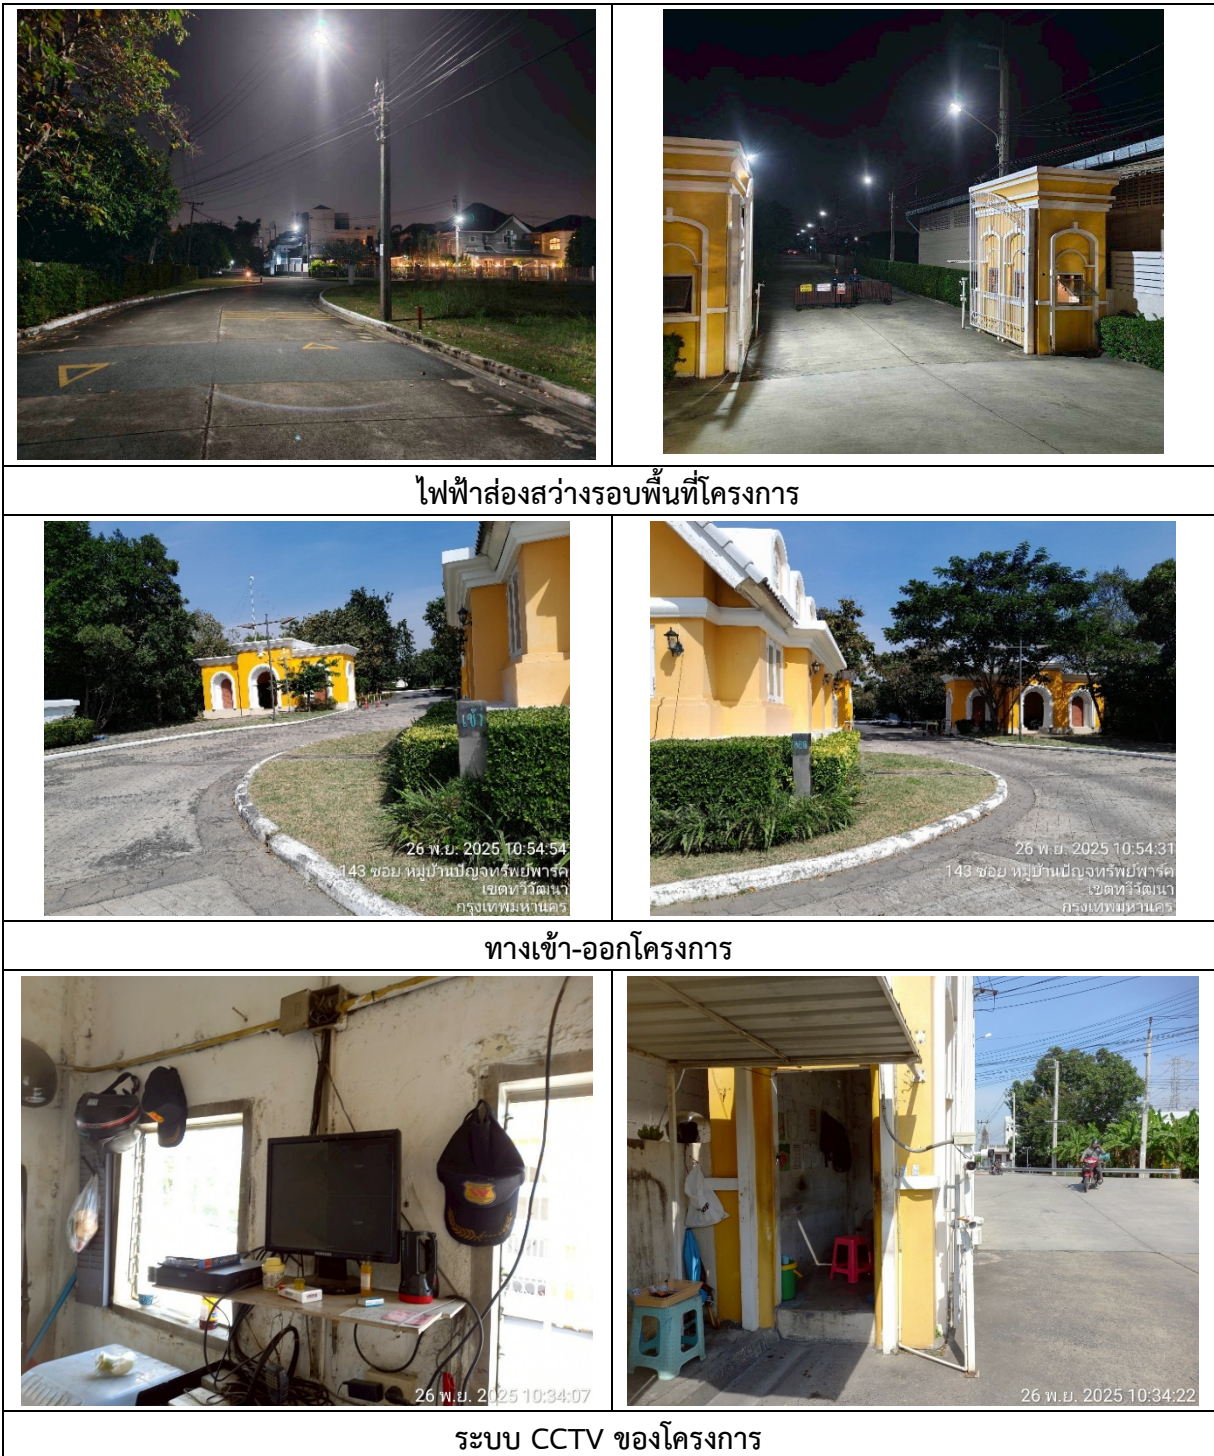 ไฟฟ้าส่องสว่างรอบพื้นที่โครงการ
เข้า
26 พ.ย. 2025 10:54:54
143 ซอย หมู่บ้านปัญจทรัพย์พาร์ค
เขตทวีวัฒนา
กรุงเทพมหานคร
26 พ.ย. 2025 10:54:31
143 ซอย หมู่บ้านปัญจทรัพย์พาร์ค
เขตทวีวัฒนา
กรุงเทพมหานคร
ทางเข้า-ออกโครงการ
26 พ.ย. 2025 10:34:07
26 พ.ย. 2025 10:34:22
ระบบ CCTV ของโครงการ